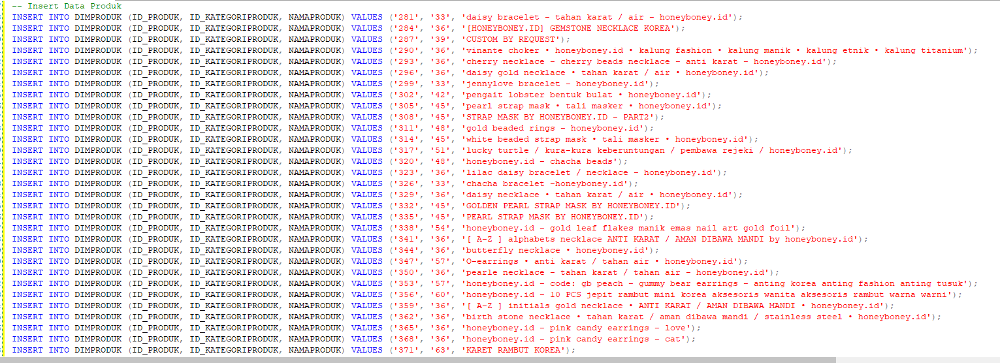 -- Insert Data Produk
INSERT INTO DIMPRODUK (ID_PRODUK, ID_KATEGORIPRODUK, NAMAPRODUK) VALUES ('281', '33', 'daisy bracelet - tahan karat / air - honeyboney.id');
INSERT INTO DIMPRODUK (ID_PRODUK, ID_KATEGORIPRODUK, NAMAPRODUK) VALUES ('284', '36', '[HONEYBONEY.ID] GEMSTONE NECKLACE KOREA');
INSERT INTO DIMPRODUK (ID_PRODUK, ID_KATEGORIPRODUK, NAMAPRODUK) VALUES ('287', '39', 'CUSTOM BY REQUEST');
INSERT INTO DIMPRODUK (ID_PRODUK, ID_KATEGORIPRODUK, NAMAPRODUK) VALUES ('290', '36', 'vinante choker • honeyboney.id • kalung fashion • kalung manik • kalung etnik • kalung titanium');
INSERT INTO DIMPRODUK (ID_PRODUK, ID_KATEGORIPRODUK, NAMAPRODUK) VALUES ('293', '36', 'cherry necklace - cherry beads necklace - anti karat - honeyboney.id');
INSERT INTO DIMPRODUK (ID_PRODUK, ID_KATEGORIPRODUK, NAMAPRODUK) VALUES ('296', '36', 'daisy gold necklace • tahan karat / air • honeyboney.id');
INSERT INTO DIMPRODUK (ID_PRODUK, ID_KATEGORIPRODUK, NAMAPRODUK) VALUES ('299', '33', 'jennylove bracelet - honeyboney.id');
INSERT INTO DIMPRODUK (ID_PRODUK, ID_KATEGORIPRODUK, NAMAPRODUK) VALUES ('302', '42', 'pengait lobster bentuk bulat • honeyboney.id');
INSERT INTO DIMPRODUK (ID_PRODUK, ID_KATEGORIPRODUK, NAMAPRODUK) VALUES ('305', '45', 'pearl strap mask • tali masker • honeyboney.id');
INSERT INTO DIMPRODUK (ID_PRODUK, ID_KATEGORIPRODUK, NAMAPRODUK) VALUES ('308', '45', 'STRAP MASK BY HONEYBONEY.ID - PART2');
INSERT INTO DIMPRODUK (ID_PRODUK, ID_KATEGORIPRODUK, NAMAPRODUK) VALUES ('311', '48', 'gold beaded rings - honeyboney.id');
INSERT INTO DIMPRODUK (ID_PRODUK, ID_KATEGORIPRODUK, NAMAPRODUK) VALUES ('314', '45', 'white beaded strap mask • tali masker • honeyboney.id');
INSERT INTO DIMPRODUK (ID_PRODUK, ID_KATEGORIPRODUK, NAMAPRODUK) VALUES ('317', '51', 'lucky turtle / kura-kura keberuntungan / pembawa rejeki / honeyboney.id');
INSERT INTO DIMPRODUK (ID_PRODUK, ID_KATEGORIPRODUK, NAMAPRODUK) VALUES ('320', '48', 'honeyboney.id - chacha beads');
INSERT INTO DIMPRODUK (ID_PRODUK, ID_KATEGORIPRODUK, NAMAPRODUK) VALUES ('323', '36', 'lilac daisy bracelet / necklace - honeyboney.id');
INSERT INTO DIMPRODUK (ID_PRODUK, ID_KATEGORIPRODUK, NAMAPRODUK) VALUES ('326', '33', 'chacha bracelet -honeyboney.id');
INSERT INTO DIMPRODUK (ID_PRODUK, ID_KATEGORIPRODUK, NAMAPRODUK) VALUES ('329', '36', 'daisy necklace • tahan karat / air • honeyboney.id');
INSERT INTO DIMPRODUK (ID_PRODUK, ID_KATEGORIPRODUK, NAMAPRODUK) VALUES ('332', '45', 'GOLDEN PEARL STRAP MASK BY HONEYBONEY.ID');
INSERT INTO DIMPRODUK (ID_PRODUK, ID_KATEGORIPRODUK, NAMAPRODUK) VALUES ('335', '45', 'PEARL STRAP MASK BY HONEYBONEY.ID');
INSERT INTO DIMPRODUK (ID_PRODUK, ID_KATEGORIPRODUK, NAMAPRODUK) VALUES ('338', '54', 'honeyboney.id - gold leaf flakes manik emas nail art gold foil');
INSERT INTO DIMPRODUK (ID_PRODUK, ID_KATEGORIPRODUK, NAMAPRODUK) VALUES ('341', '36', '[ A-Z ] alphabets necklace ANTI KARAT / AMAN DIBAWA MANDI by honeyboney.id');
INSERT INTO DIMPRODUK (ID_PRODUK, ID_KATEGORIPRODUK, NAMAPRODUK) VALUES ('344', '36', 'butterfly necklace • honeyboney.id');
INSERT INTO DIMPRODUK (ID_PRODUK, ID_KATEGORIPRODUK, NAMAPRODUK) VALUES ('347', '57', 'O-earrings • anti karat / tahan air • honeyboney.id');
INSERT INTO DIMPRODUK (ID_PRODUK, ID_KATEGORIPRODUK, NAMAPRODUK) VALUES ('350', '36', 'pearle necklace - tahan karat / tahan air - honeyboney.id');
INSERT INTO DIMPRODUK (ID_PRODUK, ID_KATEGORIPRODUK, NAMAPRODUK) VALUES ('353', '57', 'honeyboney.id - code: gb peach - gummy bear earrings - anting korea anting fashion anting tusuk');
INSERT INTO DIMPRODUK (ID_PRODUK, ID_KATEGORIPRODUK, NAMAPRODUK) VALUES ('356', '60', 'honeyboney.id - 10 PCS jepit rambut mini korea aksesoris wanita aksesoris rambut warna warni');
INSERT INTO DIMPRODUK (ID_PRODUK, ID_KATEGORIPRODUK, NAMAPRODUK) VALUES ('359', '36', '[ A-Z ] initials gold necklace • ANTI KARAT / AMAN DIBAWA MANDI • honeyboney.id');
INSERT INTO DIMPRODUK (ID_PRODUK, ID_KATEGORIPRODUK, NAMAPRODUK) VALUES ('362', '36', 'birth stone necklace • tahan karat / aman dibawa mandi / stainless steel • honeyboney.id');
INSERT INTO DIMPRODUK (ID_PRODUK, ID_KATEGORIPRODUK, NAMAPRODUK) VALUES ('365', '36', 'honeyboney.id - pink candy earrings - love');
INSERT INTO DIMPRODUK (ID_PRODUK, ID_KATEGORIPRODUK, NAMAPRODUK) VALUES ('368', '36', 'honeyboney.id - pink candy earrings - cat');
INSERT INTO DIMPRODUK (ID_PRODUK, ID_KATEGORIPRODUK, NAMAPRODUK) VALUES ('371', '63', 'KARET RAMBUT KOREA');